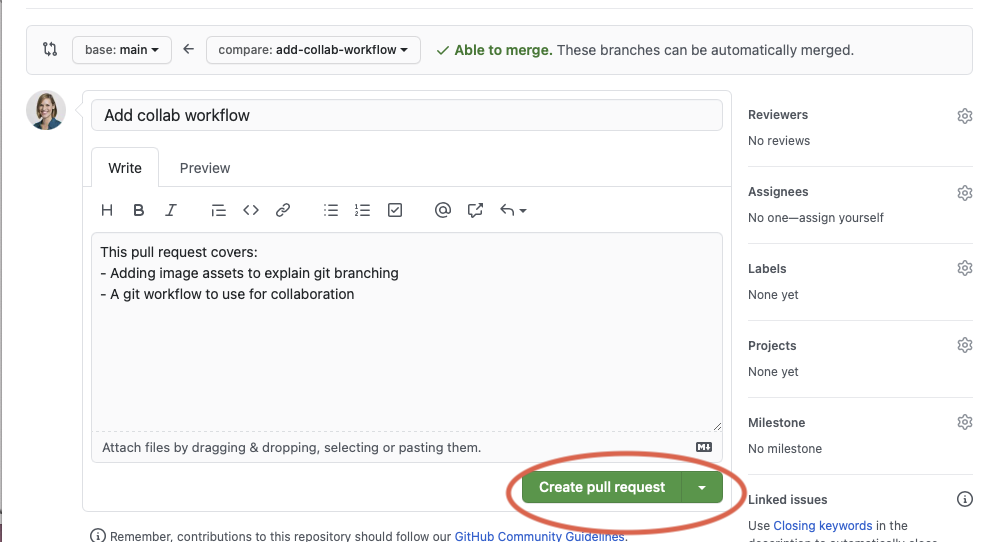 base: main compare: add-collab-workflow Able to merge. These branches can be automatically merged.
Add collab workflow
Write Preview
H B I
This pull request covers:
- Adding image assets to explain git branching
- A git workflow to use for collaboration
Attach files by dragging & dropping, selecting or pasting them.
Create pull request
Remember, contributions to this repository should follow our GitHub Community Guidelines.
Reviewers
No reviews
Assignees
No one—assign yourself
Labels
None yet
Projects
None yet
Milestone
No milestone
Linked issues
Use Closing keywords in the
description to automatically close